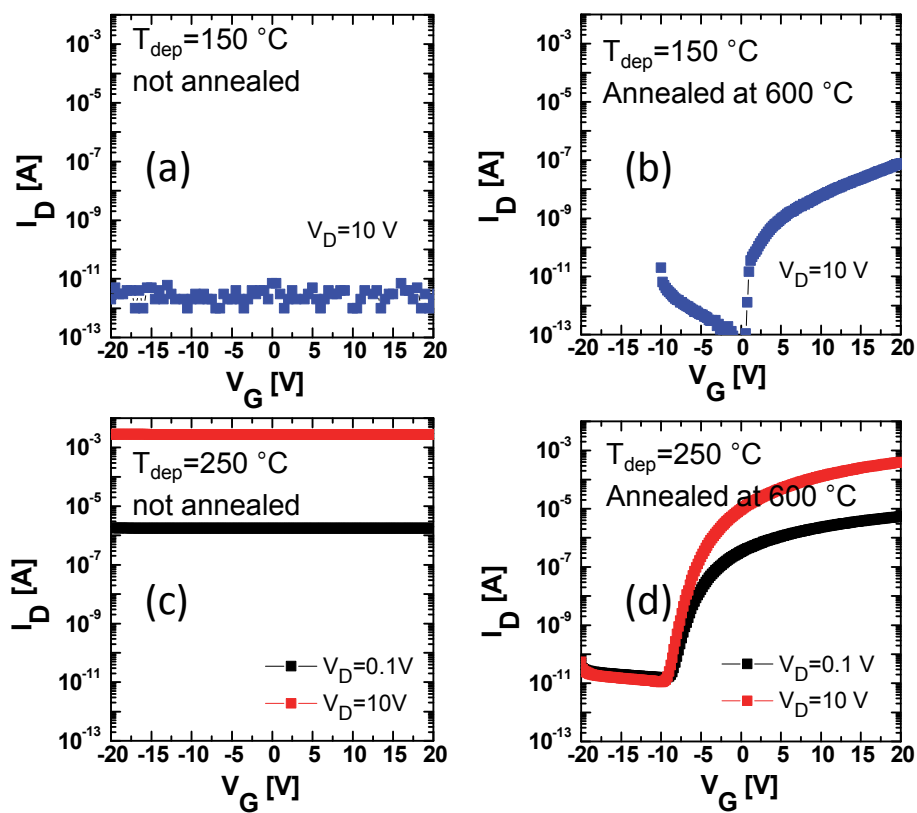 T_dep=150 °C
not annealed
(a)
V_D=10 V
I_D [A]
10^-3
10^-5
10^-7
10^-9
10^-11
10^-13
-20 -15 -10 -5 0 5 10 15 20
V_G [V]
T_dep=150 °C
Annealed at 600 °C
(b)
V_D=10 V
I_D [A]
10^-3
10^-5
10^-7
10^-9
10^-11
10^-13
-20 -15 -10 -5 0 5 10 15 20
V_G [V]
T_dep=250 °C
not annealed
(c)
V_D=0.1V
V_D=10V
I_D [A]
10^-3
10^-5
10^-7
10^-9
10^-11
10^-13
-20 -15 -10 -5 0 5 10 15 20
V_G [V]
T_dep=250 °C
Annealed at 600 °C
(d)
V_D=0.1 V
V_D=10 V
I_D [A]
10^-3
10^-5
10^-7
10^-9
10^-11
10^-13
-20 -15 -10 -5 0 5 10 15 20
V_G [V]